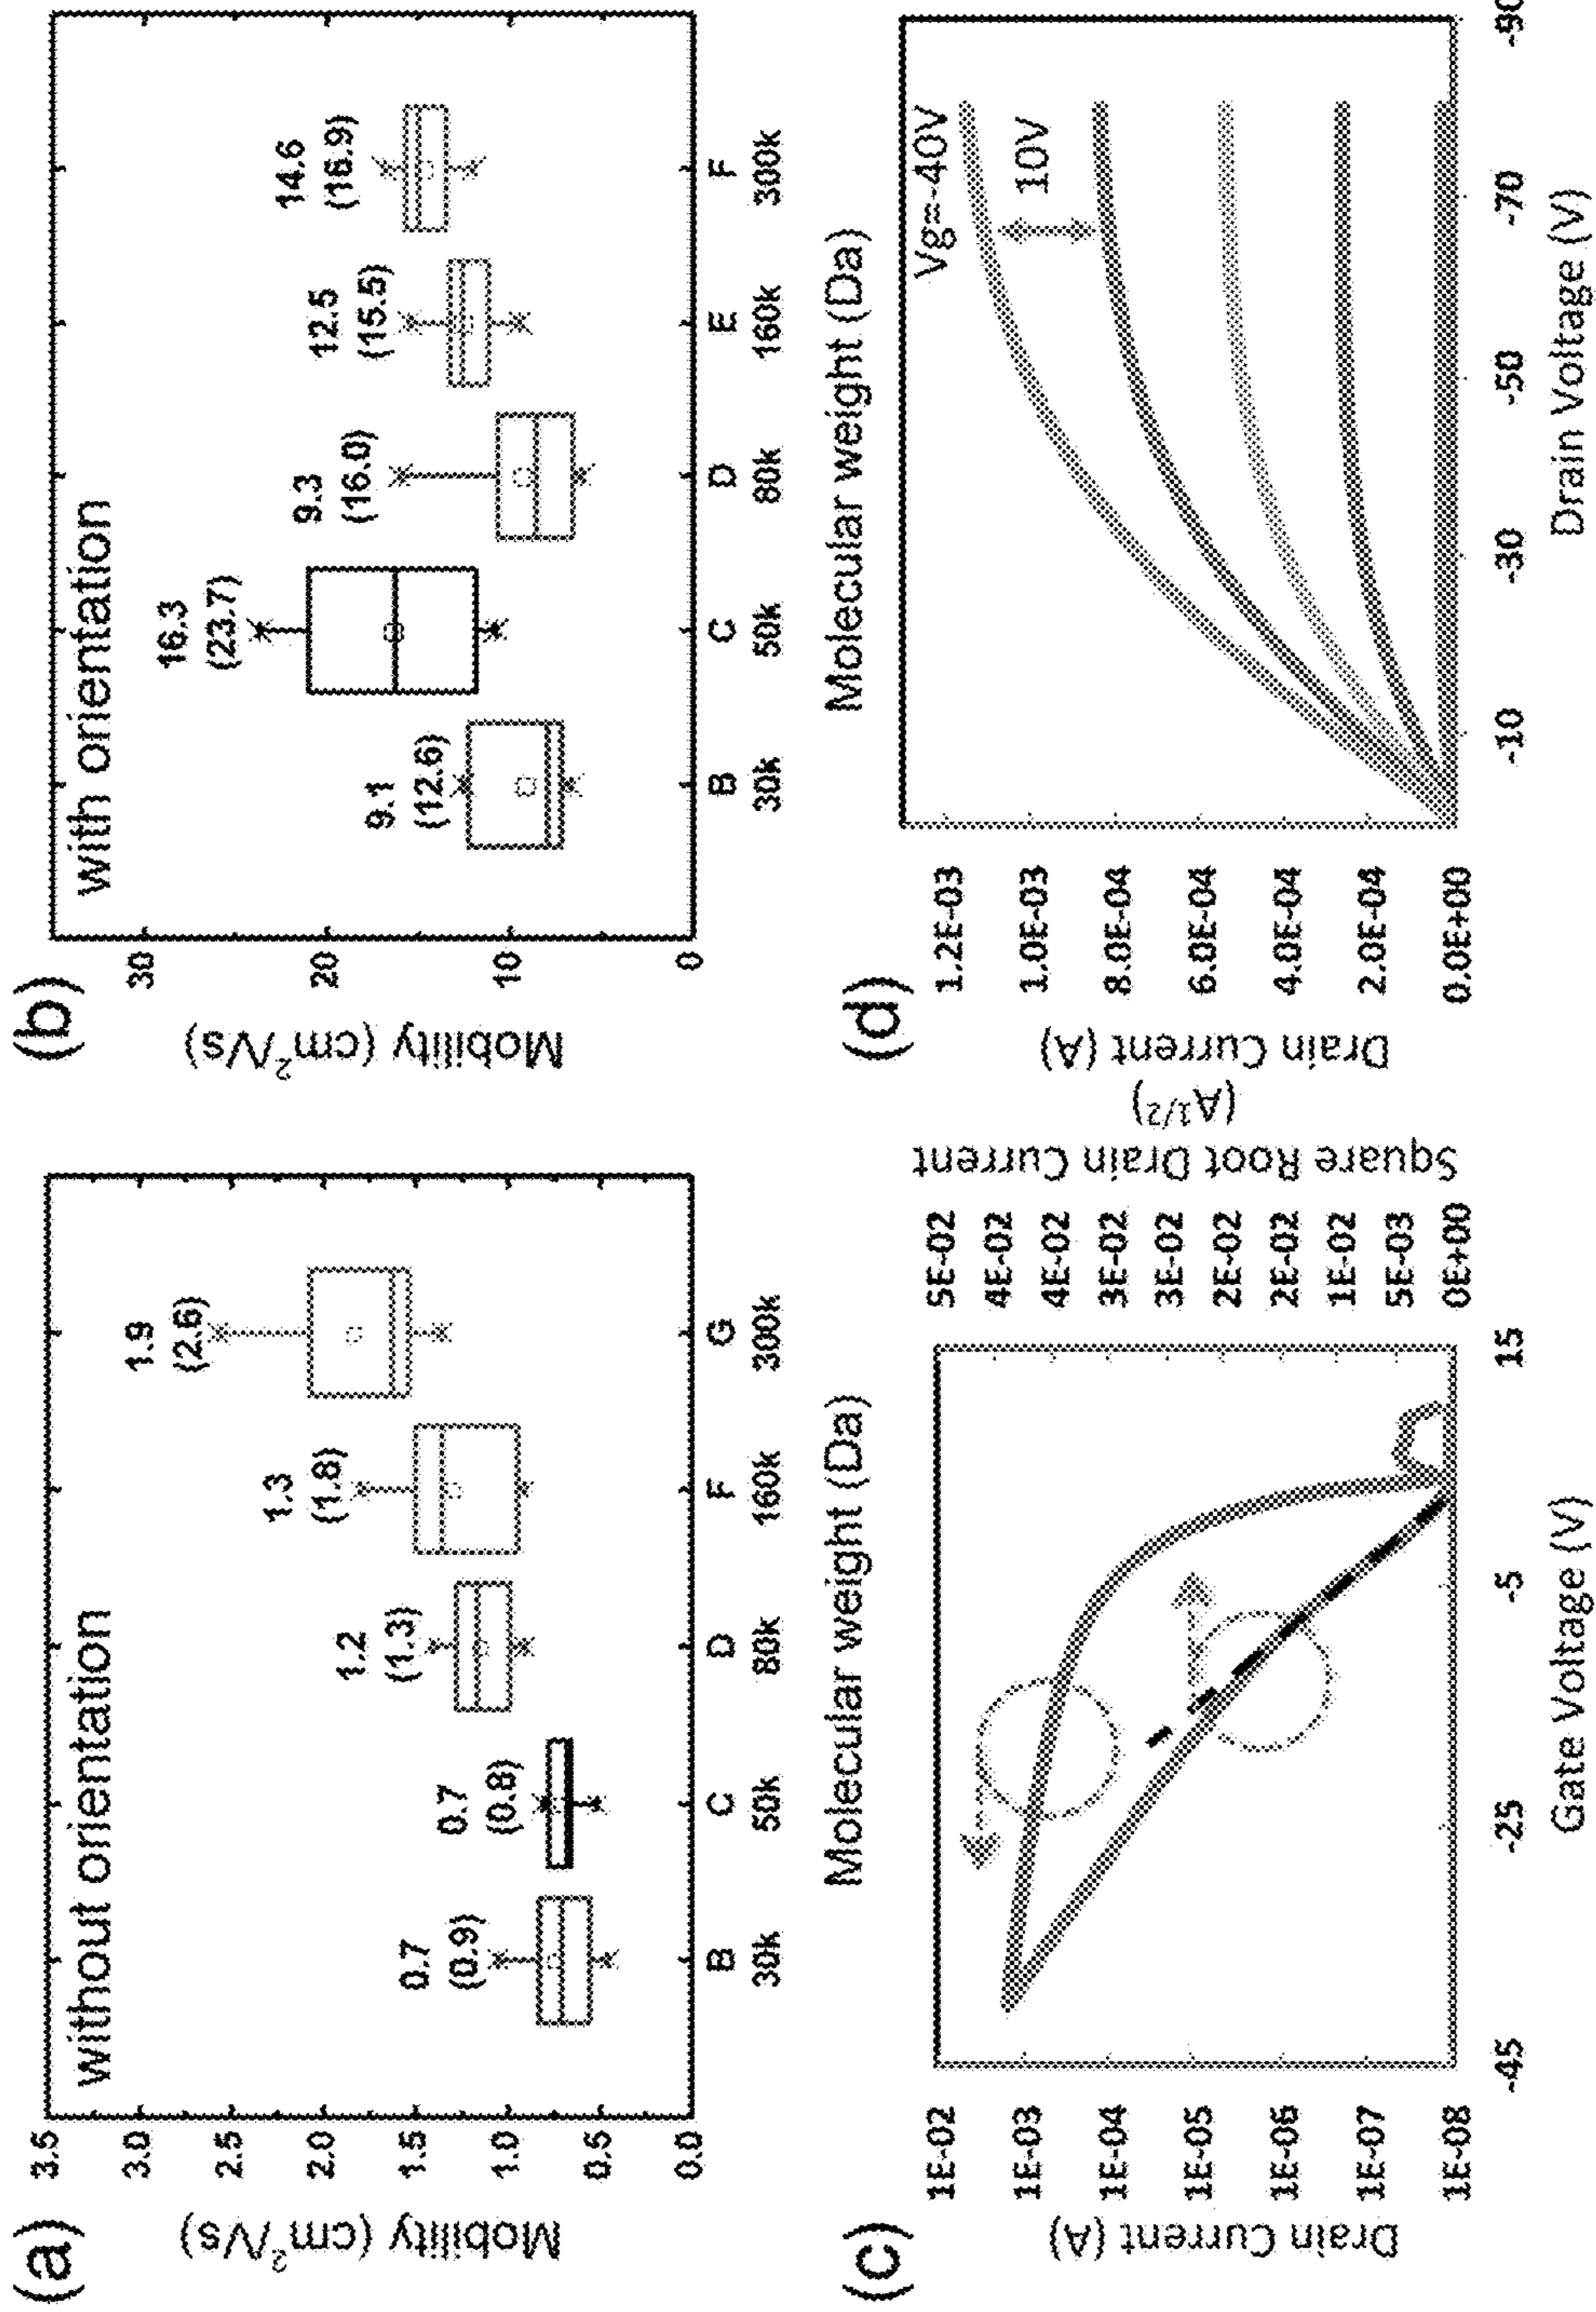 (a)
without orientation
Mobility (cm²/Vs)
3.5
3.0
2.5
2.0
1.5
1.0
0.5
0.0
0.7
(0.9)
0.7
(0.8)
1.2
(1.3)
1.3
(1.8)
1.9
(2.6)
B C D F G
30k 50k 80k 160k 300k
Molecular weight (Da)
(b)
with orientation
Mobility (cm²/Vs)
30
20
10
0
9.1
(12.6)
16.3
(23.7)
9.3
(16.0)
12.5
(15.5)
14.6
(16.9)
B C D E F
30k 50k 80k 160k 300k
Molecular weight (Da)
(c)
Drain Current (A)
1E-02
1E-03
1E-04
1E-05
1E-06
1E-07
1E-08
-45 -25 -5 15
Gate Voltage (V)
5E-02
4E-02
4E-02
3E-02
3E-02
2E-02
2E-02
1E-02
5E-03
0E+00
Square Root Drain Current
(A¹/²)
(d)
Drain Current (A)
1.2E-03
1.0E-03
8.0E-04
6.0E-04
4.0E-04
2.0E-04
0.0E+00
Vg=-40V
10V
-10 -30 -50 -70 -90
Drain Voltage (V)